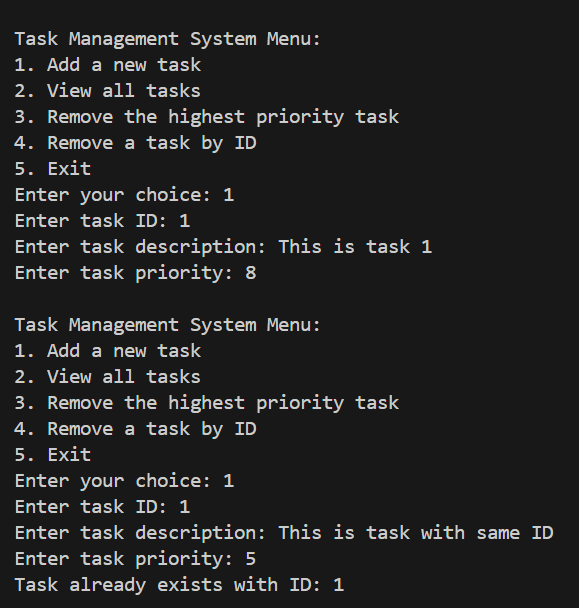 Task Management System Menu:
1. Add a new task
2. View all tasks
3. Remove the highest priority task
4. Remove a task by ID
5. Exit
Enter your choice: 1
Enter task ID: 1
Enter task description: This is task 1
Enter task priority: 8
Task Management System Menu:
1. Add a new task
2. View all tasks
3. Remove the highest priority task
4. Remove a task by ID
5. Exit
Enter your choice: 1
Enter task ID: 1
Enter task description: This is task with same ID
Enter task priority: 5
Task already exists with ID: 1